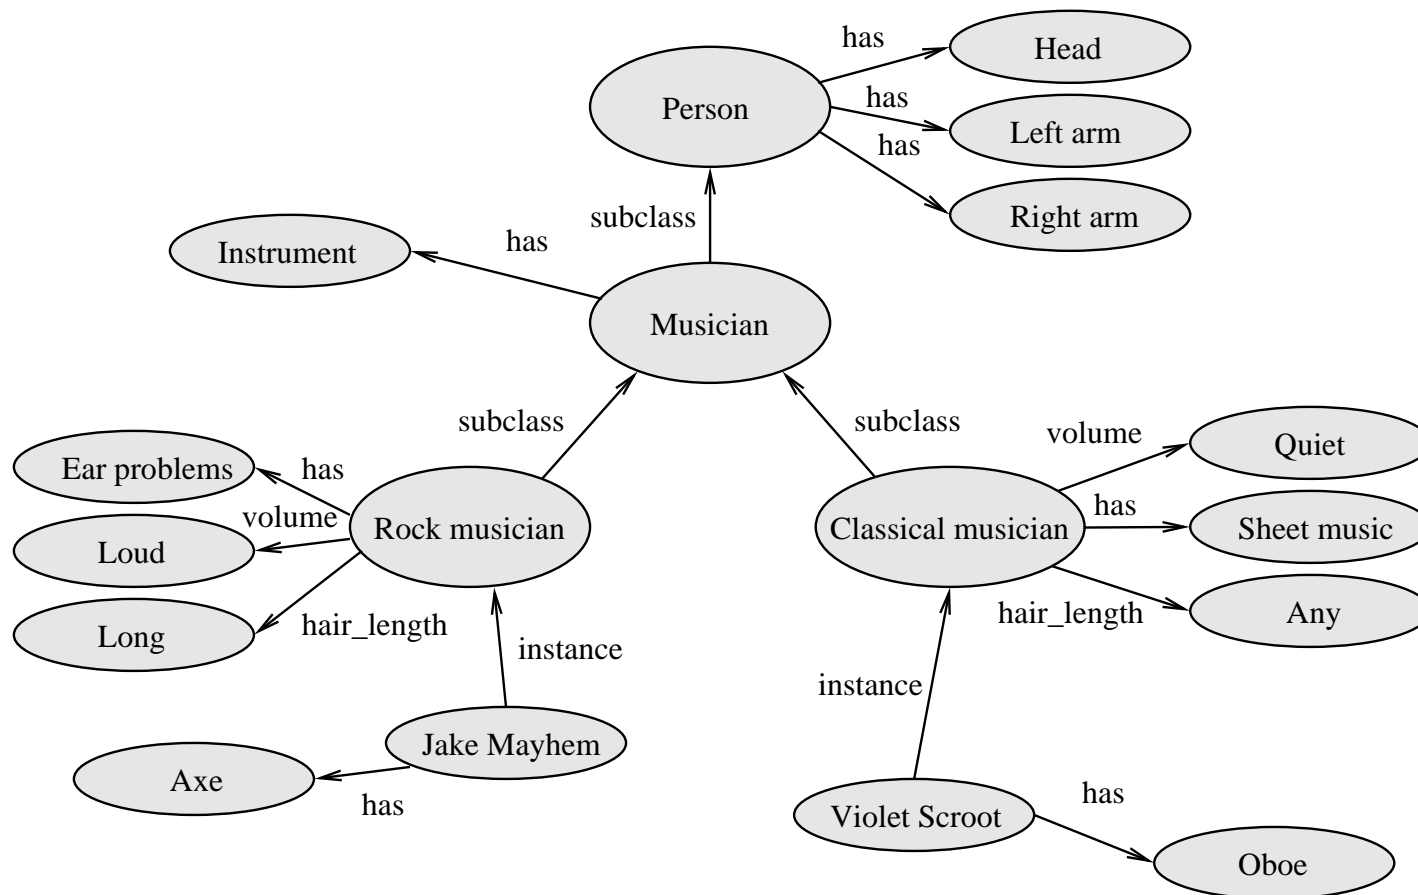 has
Head
Person
has
Left arm
has
Right arm
subclass
Instrument
has
Musician
subclass
subclass
Ear problems
has
volume
Loud
Rock musician
hair_length
Long
volume
Quiet
Classical musician
has
Sheet music
hair_length
Any
instance
instance
Jake Mayhem
Axe
has
Violet Scroot
has
Oboe